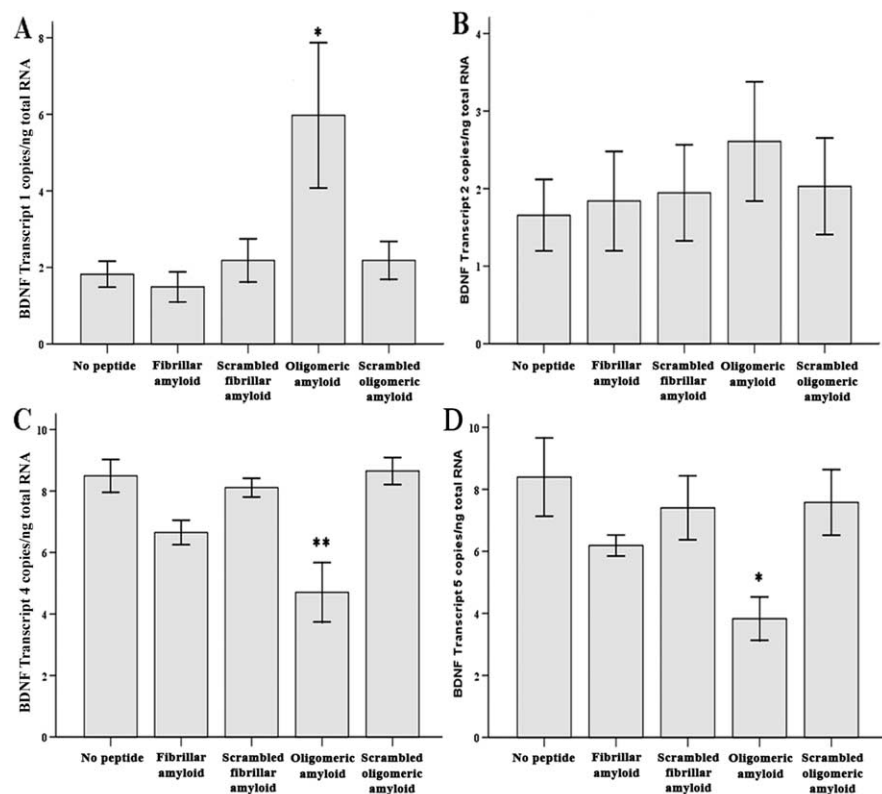 A
BDNF Transcript 1 copies/ng total RNA
8
6
4
2
0
*
No peptide
Fibrillar
amyloid
Scrambled
fibrillar
amyloid
Oligomeric
amyloid
Scrambled
oligomeric
amyloid
B
BDNF Transcript 2 copies/ng total RNA
4
3
2
1
0
No peptide
Fibrillar
amyloid
Scrambled
fibrillar
amyloid
Oligomeric
amyloid
Scrambled
oligomeric
amyloid
C
BDNF Transcript 4 copies/ng total RNA
10
8
6
4
2
0
**
No peptide
Fibrillar
amyloid
Scrambled
fibrillar
amyloid
Oligomeric
amyloid
Scrambled
oligomeric amyloid
D
BDNF Transcript 5 copies/ng total RNA
10
8
6
4
2
0
*
No peptide
Fibrillar
amyloid
Scrambled
fibrillar
amyloid
Oligomeric
amyloid
Scrambled
oligomeric amyloid